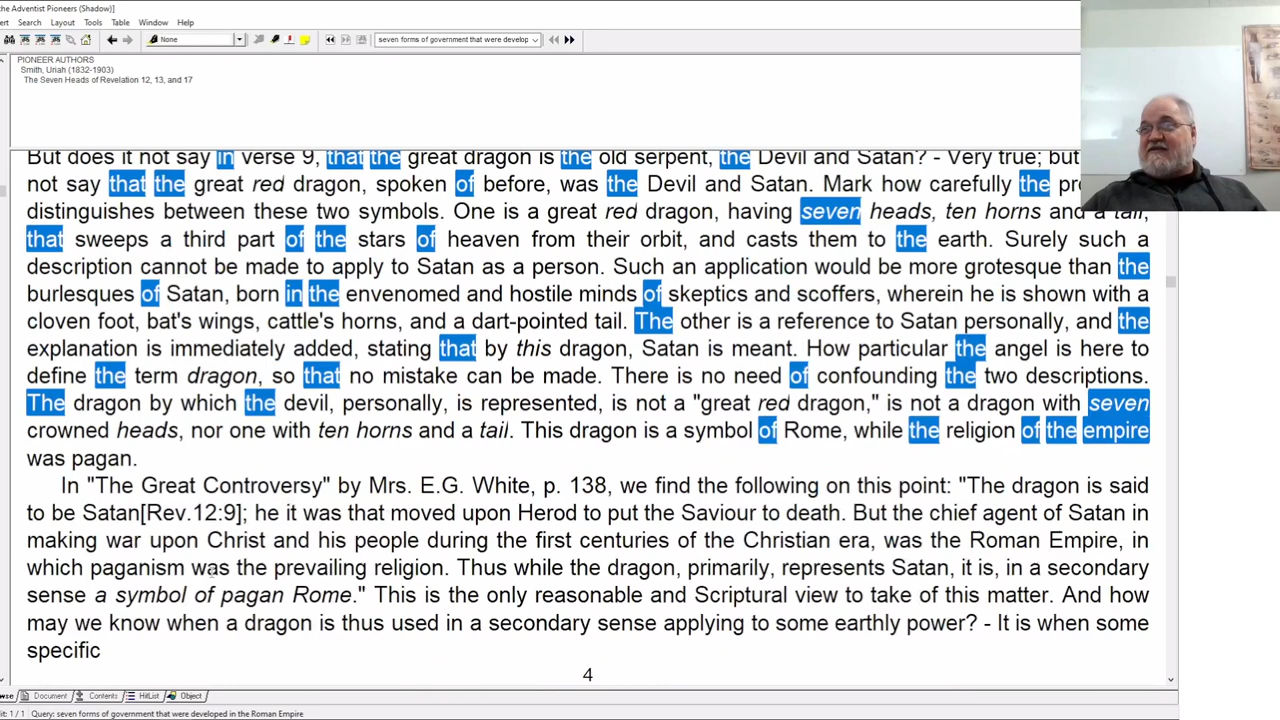 the Adventist Pioneers (Shadow)]
ert Search Layout Tools Table Window Help
None
seven forms of government that were develop
PIONEER AUTHORS
Smith, Uriah (1832-1903)
The Seven Heads of Revelation 12, 13, and 17
But does it not say in verse 9, that the great dragon is the old serpent, the Devil and Satan? - Very true; but
not say that the great red dragon, spoken of before, was the Devil and Satan. Mark how carefully the pr
distinguishes between these two symbols. One is a great red dragon, having seven heads, ten horns and a tail,
that sweeps a third part of the stars of heaven from their orbit, and casts them to the earth. Surely such a
description cannot be made to apply to Satan as a person. Such an application would be more grotesque than the
burlesques of Satan, born in the envenomed and hostile minds of skeptics and scoffers, wherein he is shown with a
cloven foot, bat's wings, cattle's horns, and a dart-pointed tail. The other is a reference to Satan personally, and the
explanation is immediately added, stating that by this dragon, Satan is meant. How particular the angel is here to
define the term dragon, so that no mistake can be made. There is no need of confounding the two descriptions.
The dragon by which the devil, personally, is represented, is not a "great red dragon," is not a dragon with seven
crowned heads, nor one with ten horns and a tail. This dragon is a symbol of Rome, while the religion of the empire
was pagan.
In "The Great Controversy" by Mrs. E.G. White, p. 138, we find the following on this point: "The dragon is said
to be Satan[Rev.12:9]; he it was that moved upon Herod to put the Saviour to death. But the chief agent of Satan in
making war upon Christ and his people during the first centuries of the Christian era, was the Roman Empire, in
which paganism was the prevailing religion. Thus while the dragon, primarily, represents Satan, it is, in a secondary
sense a symbol of pagan Rome." This is the only reasonable and Scriptural view to take of this matter. And how
may we know when a dragon is thus used in a secondary sense applying to some earthly power? - It is when some
specific
4
wse Document Contents HitList Object
it: 1 / 1 Query: seven forms of government that were developed in the Roman Empire